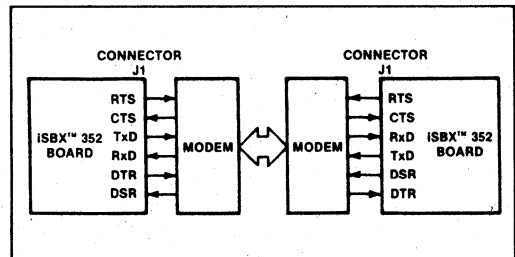 CONNECTOR
J1
CONNECTOR
J1
iSBX™ 352
BOARD
RTS
CTS
TxD
RxD
DTR
DSR
MODEM
MODEM
RTS
CTS
RxD
TxD
DSR
DTR
iSBX™ 352
BOARD